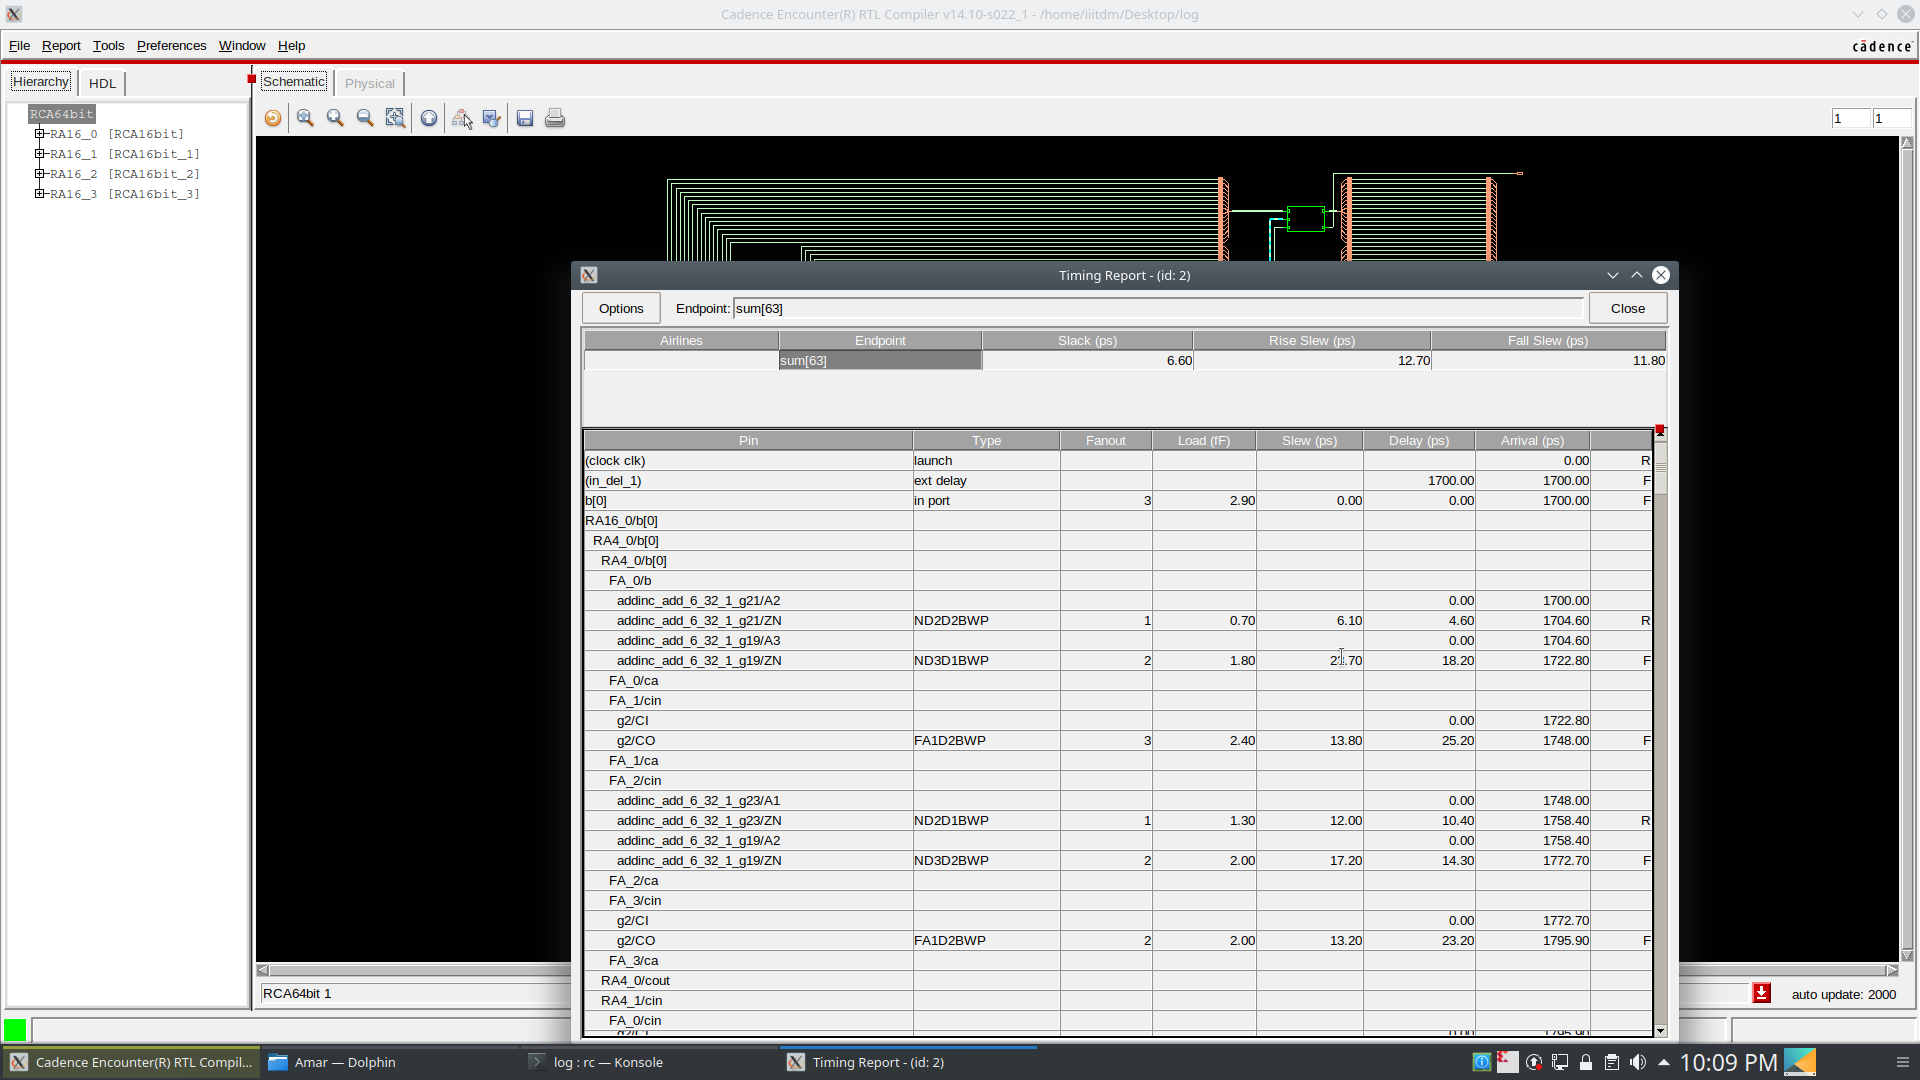 Cadence Encounter(R) RTL Compiler v14.10-s022_1 - /home/iiitdm/Desktop/log
File Report Tools Preferences Window Help
cādence
Hierarchy HDL
Schematic Physical
RCA64bit
RA16_0 [RCA16bit]
RA16_1 [RCA16bit_1]
RA16_2 [RCA16bit_2]
RA16_3 [RCA16bit_3]
1 1
Timing Report - (id: 2)
Options Endpoint: sum[63] Close
Airlines Endpoint Slack (ps) Rise Slew (ps) Fall Slew (ps)
sum[63] 6.60 12.70 11.80
Pin Type Fanout Load (fF) Slew (ps) Delay (ps) Arrival (ps)
(clock clk) launch 0.00 R
(in_del_1) ext delay 1700.00 1700.00 F
b[0] in port 3 2.90 0.00 0.00 1700.00 F
RA16_0/b[0]
RA4_0/b[0]
RA4_0/b[0]
FA_0/b
addinc_add_6_32_1_g21/A2 0.00 1700.00
addinc_add_6_32_1_g21/ZN ND2D2BWP 1 0.70 6.10 4.60 1704.60 R
addinc_add_6_32_1_g19/A3 0.00 1704.60
addinc_add_6_32_1_g19/ZN ND3D1BWP 2 1.80 18.20 1722.80 F
FA_0/ca
FA_1/cin
g2/CI 0.00 1722.80
g2/CO FA1D2BWP 3 2.40 13.80 25.20 1748.00 F
FA_1/ca
FA_2/cin
addinc_add_6_32_1_g23/A1 0.00 1748.00
addinc_add_6_32_1_g23/ZN ND2D1BWP 1 1.30 12.00 10.40 1758.40 R
addinc_add_6_32_1_g19/A2 0.00 1758.40
addinc_add_6_32_1_g19/ZN ND3D2BWP 2 2.00 17.20 14.30 1772.70 F
FA_2/ca
FA_3/cin
g2/CI 0.00 1772.70
g2/CO FA1D2BWP 2 2.00 13.20 23.20 1795.90 F
FA_3/ca
RA4_0/cout
RA4_1/cin
FA_0/cin
g2/CI 0.00 1795.90
RCA64bit 1
auto update: 2000
Cadence Encounter(R) RTL Compil... Amar — Dolphin log : rc — Konsole Timing Report - (id: 2) 10:09 PM